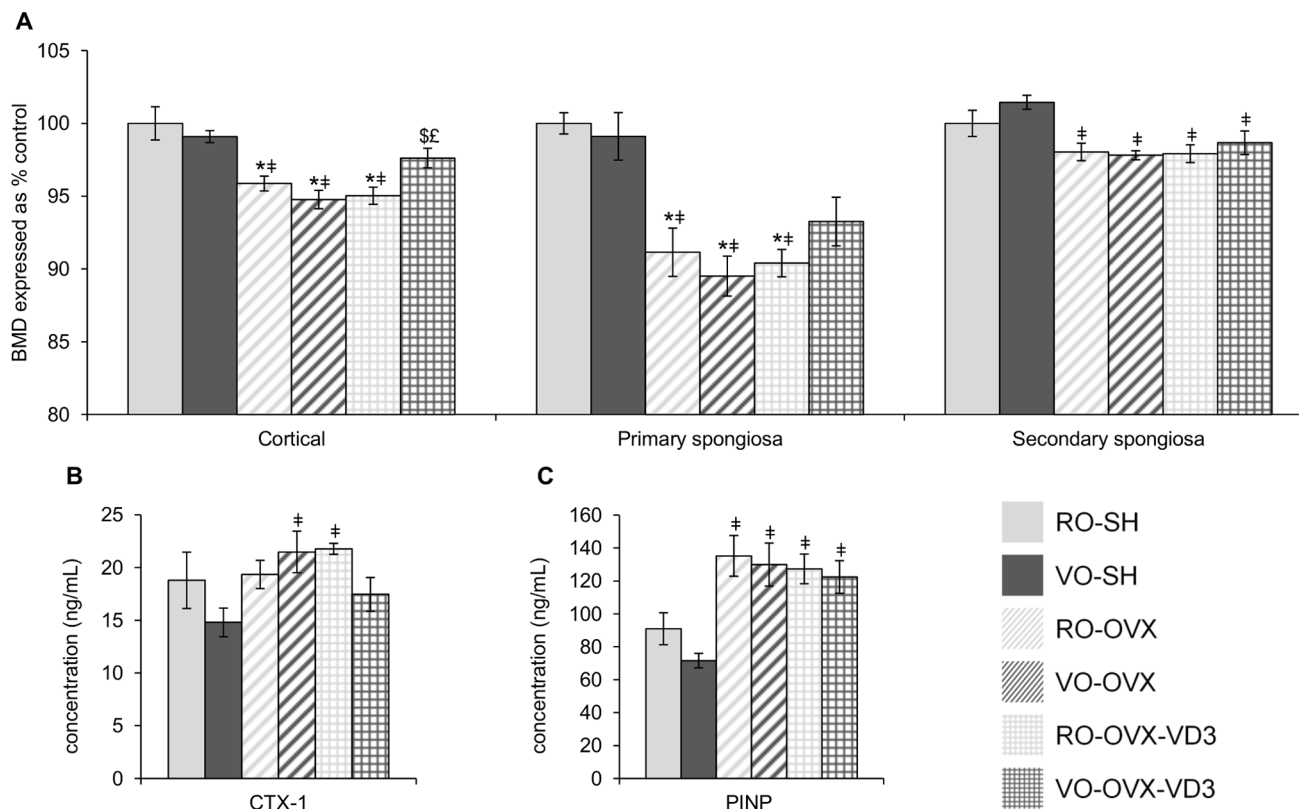 A
BMD expressed as % control
105
100
95
90
85
80
*‡
*‡
*‡
$£
*‡
*‡
*‡
‡
‡
‡
‡
Cortical
Primary spongiosa
Secondary spongiosa
B
concentration (ng/mL)
25
20
15
10
5
0
‡
‡
CTX-1
C
concentration (ng/mL)
160
140
120
100
80
60
40
20
0
‡
‡
‡
‡
PINP
RO-SH
VO-SH
RO-OVX
VO-OVX
RO-OVX-VD3
VO-OVX-VD3